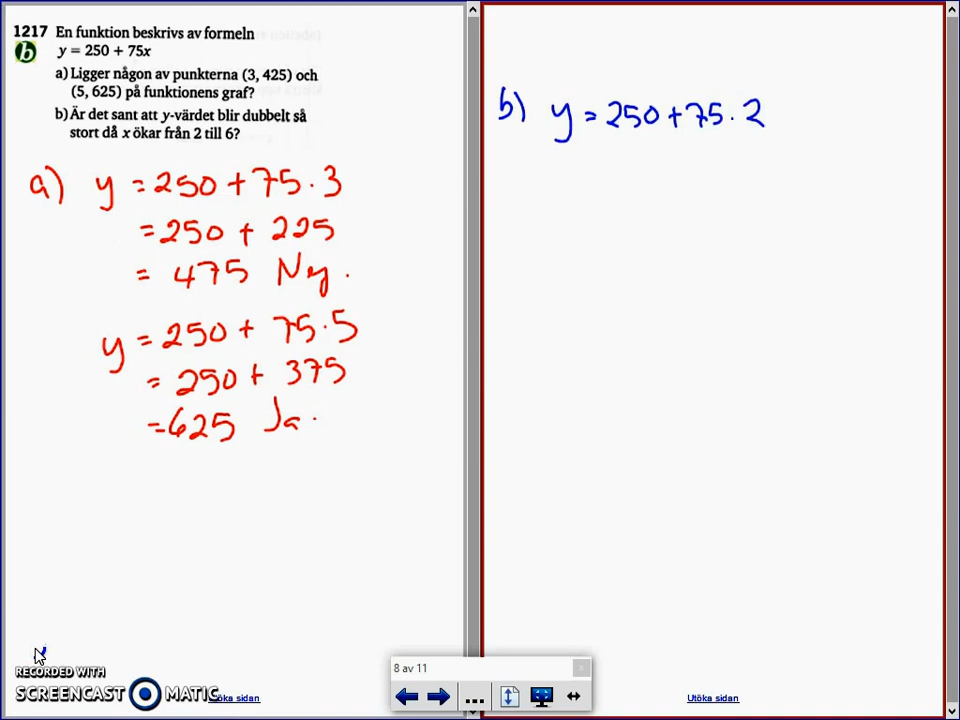 1217 En funktion beskrivs av formeln
b y = 250 + 75x
a) Ligger någon av punkterna (3, 425) och
(5, 625) på funktionens graf?
b) Är det sant att y-värdet blir dubbelt så
stort då x ökar från 2 till 6?
a) y = 250 + 75 · 3
= 250 + 225
= 475 Nej.
y = 250 + 75 · 5
= 250 + 375
= 625 Ja.
b) y = 250 + 75 · 2
8 av 11
RECORDED WITH
SCREENCAST MATIC
Utöka sidan
Utöka sidan